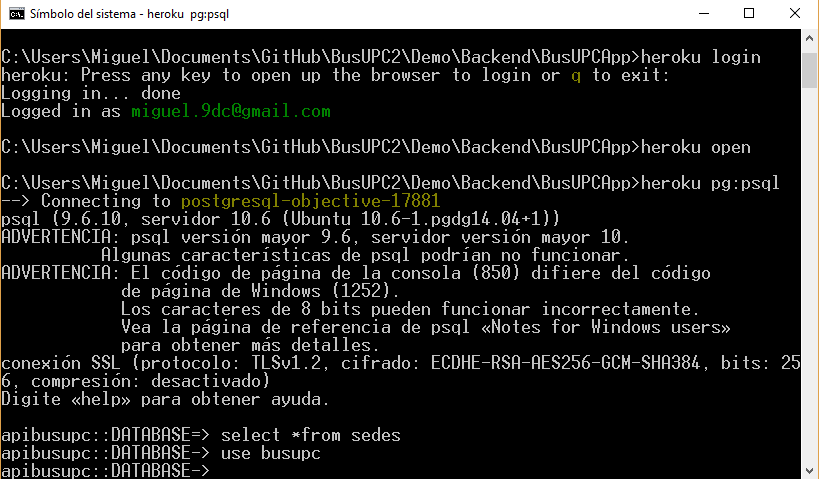 Símbolo del sistema - heroku pg:psql
C:\Users\Miguel\Documents\GitHub\BusUPC2\Demo\Backend\BusUPCApp>heroku login
heroku: Press any key to open up the browser to login or q to exit:
Logging in... done
Logged in as miguel.9dc@gmail.com
C:\Users\Miguel\Documents\GitHub\BusUPC2\Demo\Backend\BusUPCApp>heroku open
C:\Users\Miguel\Documents\GitHub\BusUPC2\Demo\Backend\BusUPCApp>heroku pg:psql
--> Connecting to postgresql-objective-17881
psql (9.6.10, servidor 10.6 (Ubuntu 10.6-1.pgdg14.04+1))
ADVERTENCIA: psql versión mayor 9.6, servidor versión mayor 10.
Algunas características de psql podrían no funcionar.
ADVERTENCIA: El código de página de la consola (850) difiere del código
de página de Windows (1252).
Los caracteres de 8 bits pueden funcionar incorrectamente.
Vea la página de referencia de psql «Notes for Windows users»
para obtener más detalles.
conexión SSL (protocolo: TLSv1.2, cifrado: ECDHE-RSA-AES256-GCM-SHA384, bits: 25
6, compresión: desactivado)
Digite «help» para obtener ayuda.
apibusupc::DATABASE=> select *from sedes
apibusupc::DATABASE-> use busupc
apibusupc::DATABASE->